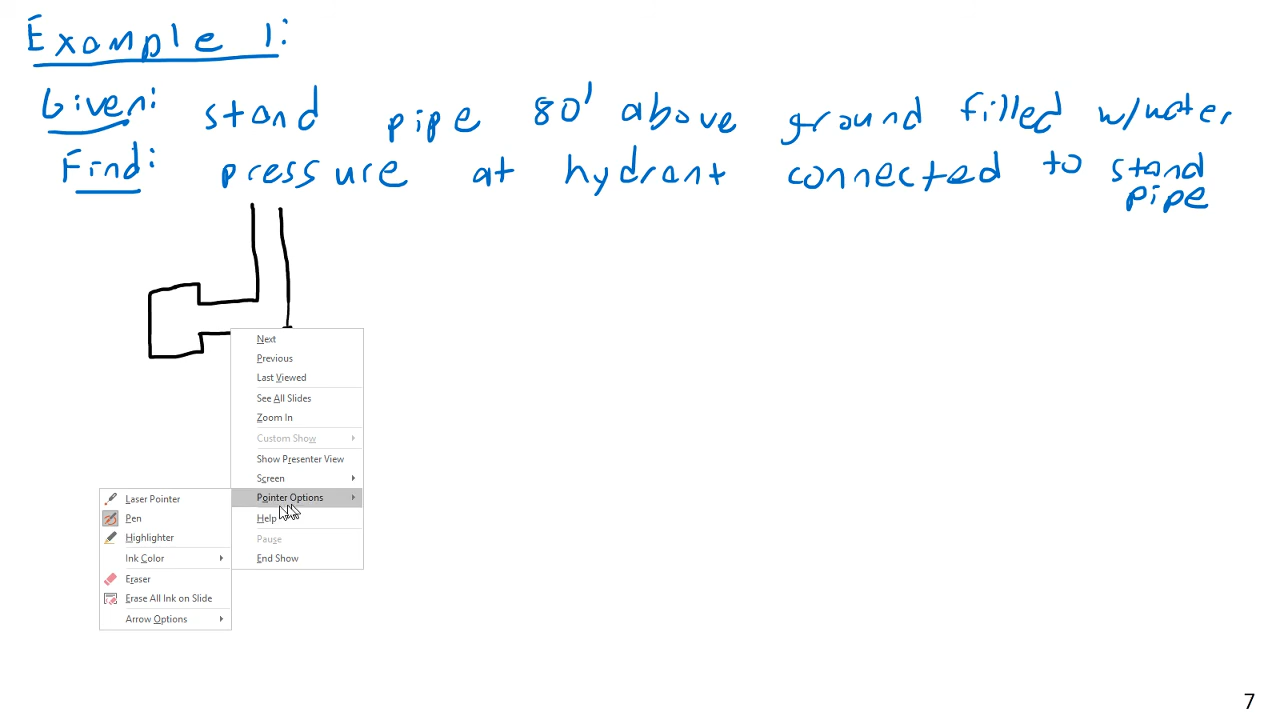 Example 1:
Given: stand pipe 80' above ground filled w/water
Find: pressure at hydrant connected to stand pipe
Next
Previous
Last Viewed
See All Slides
Zoom In
Custom Show
Show Presenter View
Screen
Pointer Options
Help
Pause
End Show
Laser Pointer
Pen
Highlighter
Ink Color
Eraser
Erase All Ink on Slide
Arrow Options
7